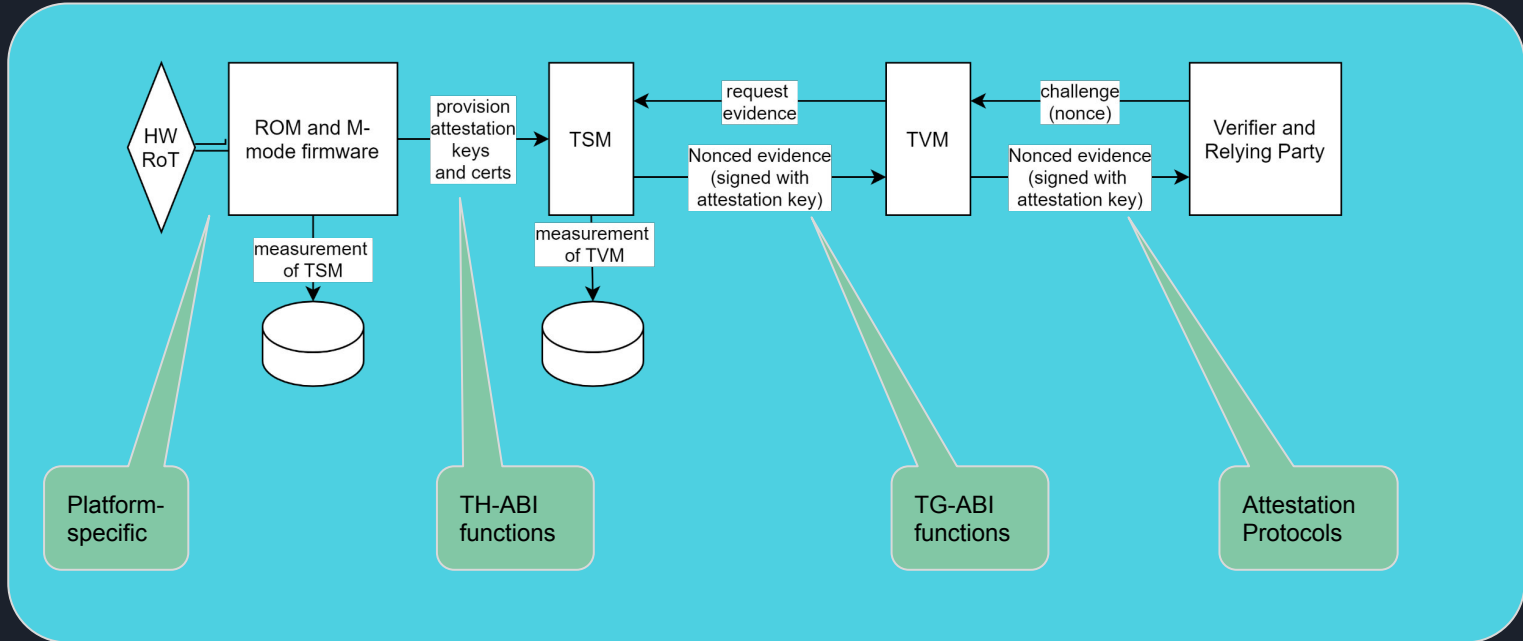 HW
RoT
ROM and M-
mode firmware
provision
attestation
keys
and certs
TSM
request
evidence
Nonced evidence
(signed with
attestation key)
TVM
challenge
(nonce)
Nonced evidence
(signed with
attestation key)
Verifier and
Relying Party
measurement
of TSM
measurement
of TVM
Platform-
specific
TH-ABI
functions
TG-ABI
functions
Attestation
Protocols